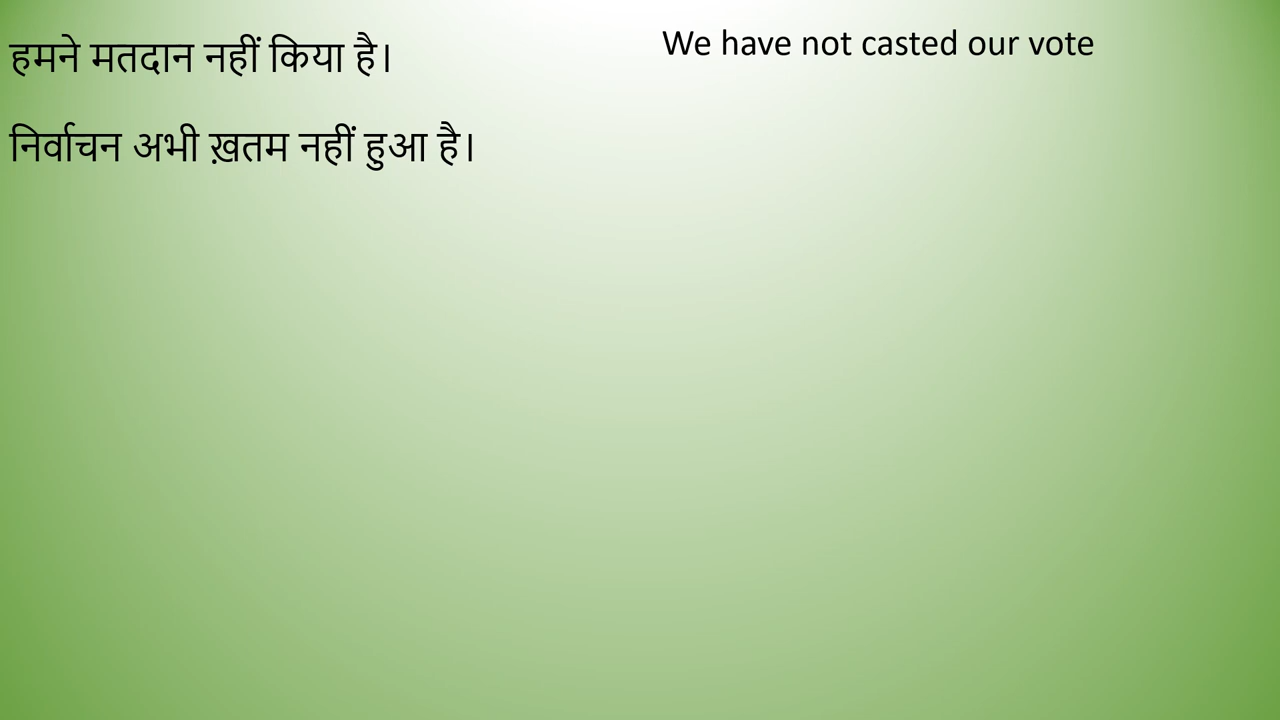 हमने मतदान नहीं किया है।
We have not casted our vote
निर्वाचन अभी ख़तम नहीं हुआ है।